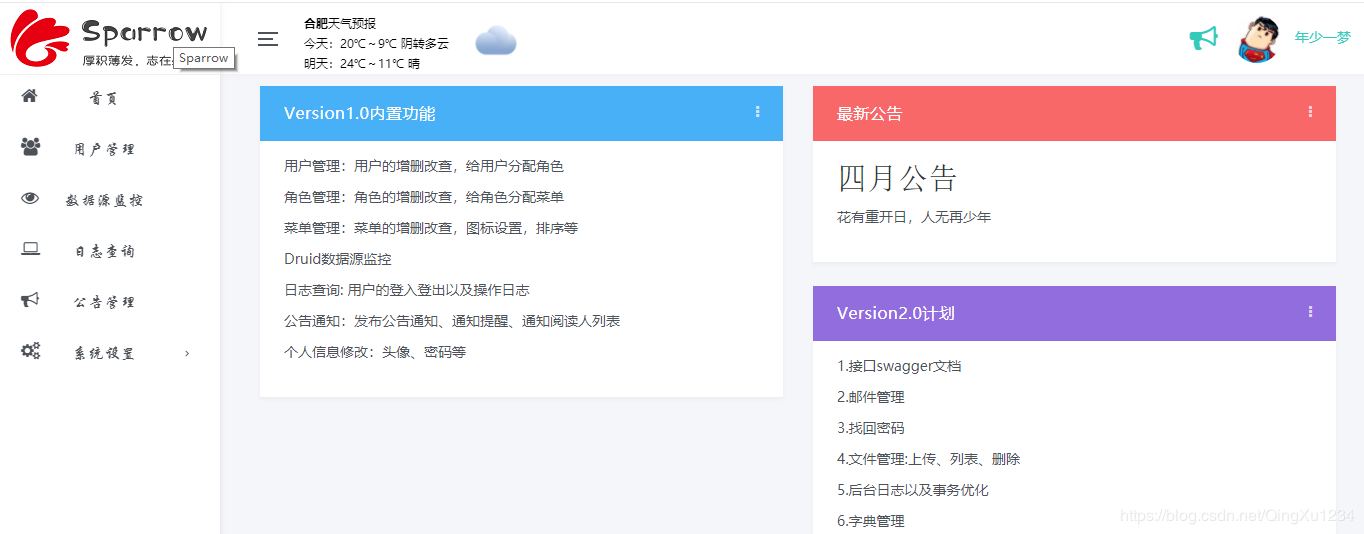 Sparrow
厚积薄发，志在
Sparrow
合肥天气预报
今天：20℃ ~ 9℃ 阴转多云
明天：24℃ ~ 11℃ 晴
年少一梦
首页
用户管理
数据源监控
日志查询
公告管理
系统设置
Version1.0内置功能
用户管理：用户的增删改查，给用户分配角色
角色管理：角色的增删改查，给角色分配菜单
菜单管理：菜单的增删改查，图标设置，排序等
Druid数据源监控
日志查询: 用户的登入登出以及操作日志
公告通知：发布公告通知、通知提醒、通知阅读人列表
个人信息修改：头像、密码等
最新公告
四月公告
花有重开日，人无再少年
Version2.0计划
1.接口swagger文档
2.邮件管理
3.找回密码
4.文件管理:上传、列表、删除
5.后台日志以及事务优化
6.字典管理
https://blog.csdn.net/QingXu1234